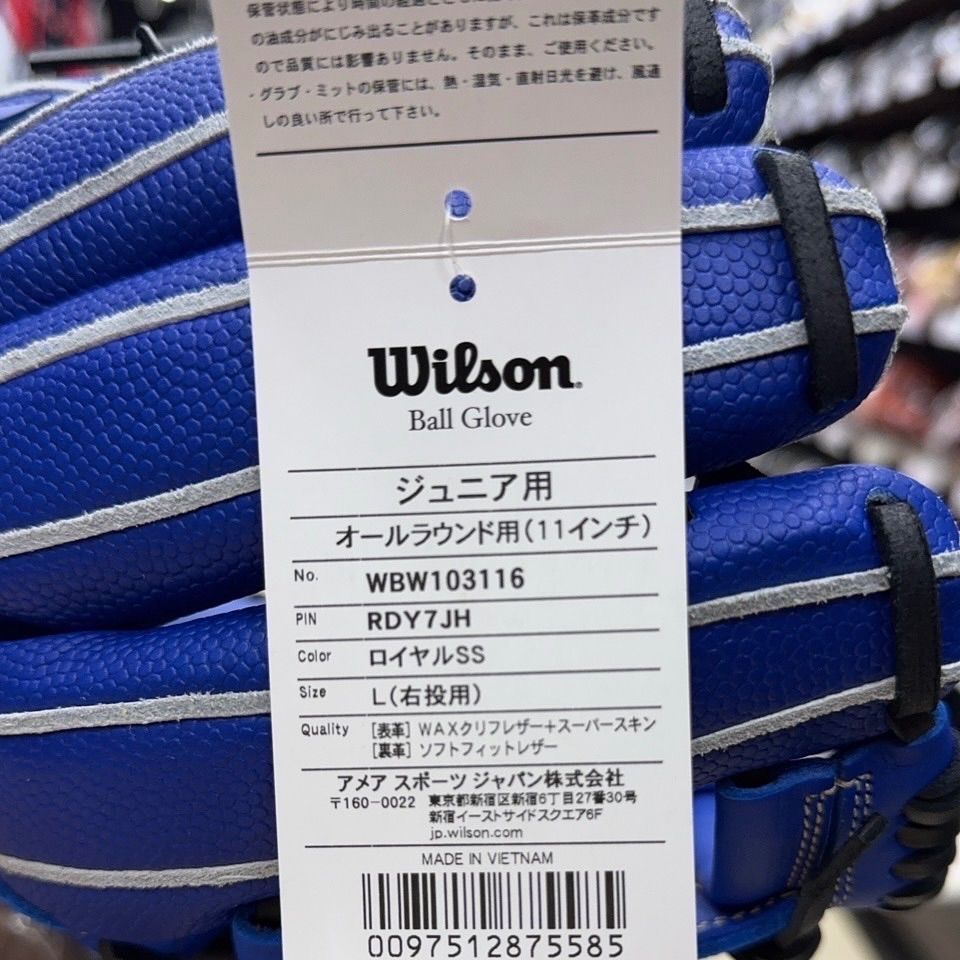 保管状態により時間の経過とともに
の油成分がにじみ出ることがありますが、これは保革成分です
ので品質には影響ありません。そのまま、ご使用ください。
・グラブ・ミットの保管には、熱・湿気・直射日光を避け、風通
しの良い所で行って下さい。
Wilson
Ball Glove
ジュニア用
オールラウンド用(11インチ)
No. WBW103116
PIN RDY7JH
Color ロイヤルSS
Size L(右投用)
Quality [表革] WAXクリフレザー+スーパースキン
[裏革] ソフトフィットレザー
アメア スポーツ ジャパン株式会社
〒160-0022 東京都新宿区新宿6丁目27番30号
新宿イーストサイドスクエア6F
jp.wilson.com
MADE IN VIETNAM
0097512875585